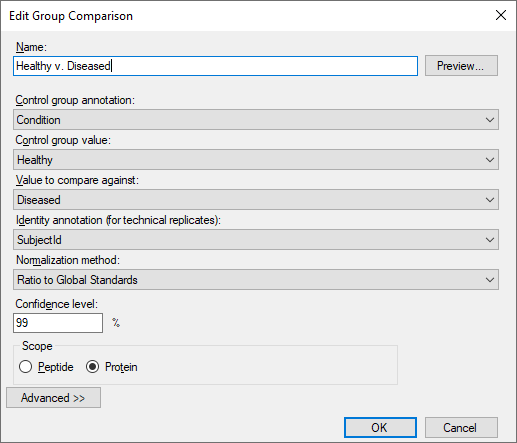 Edit Group Comparison
Name:
Healthy v. Diseased
Preview...
Control group annotation:
Condition
Control group value:
Healthy
Value to compare against:
Diseased
Identity annotation (for technical replicates):
SubjectId
Normalization method:
Ratio to Global Standards
Confidence level:
99 %
Scope
Peptide Protein
Advanced >>
OK Cancel